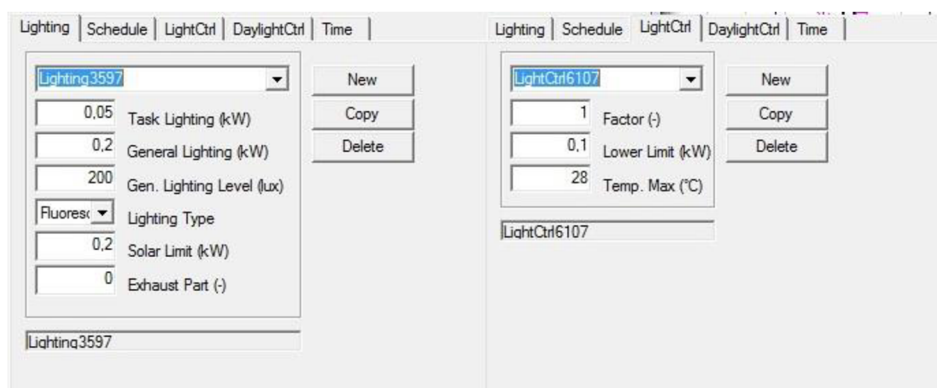 Lighting Schedule LightCtrl DaylightCtrl Time
Lighting3597
New
0,05 Task Lighting (kW)
Copy
0,2 General Lighting (kW)
Delete
200 Gen. Lighting Level (lux)
Fluoresc Lighting Type
0,2 Solar Limit (kW)
0 Exhaust Part (-)
Lighting3597
Lighting Schedule LightCtrl DaylightCtrl Time
LightCtrl6107
New
1 Factor (-)
Copy
0,1 Lower Limit (kW)
Delete
28 Temp. Max (°C)
LightCtrl6107